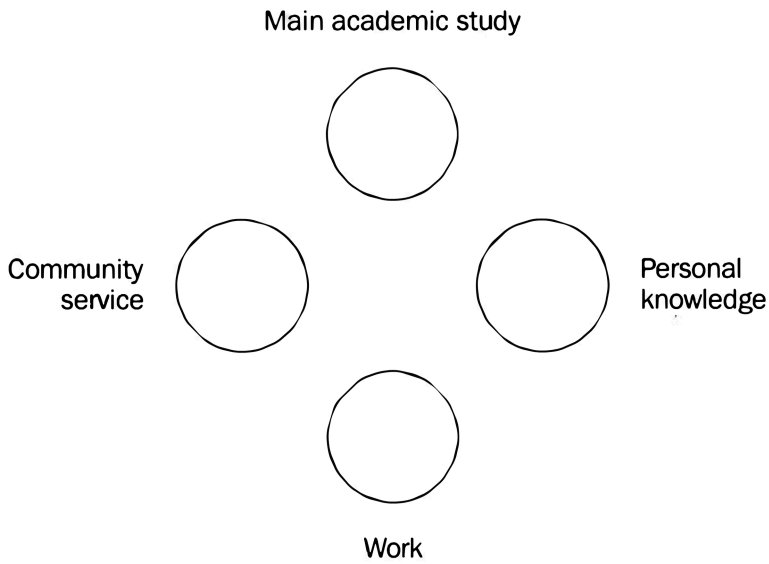 Main academic study
Community
service
Personal
knowledge
Work